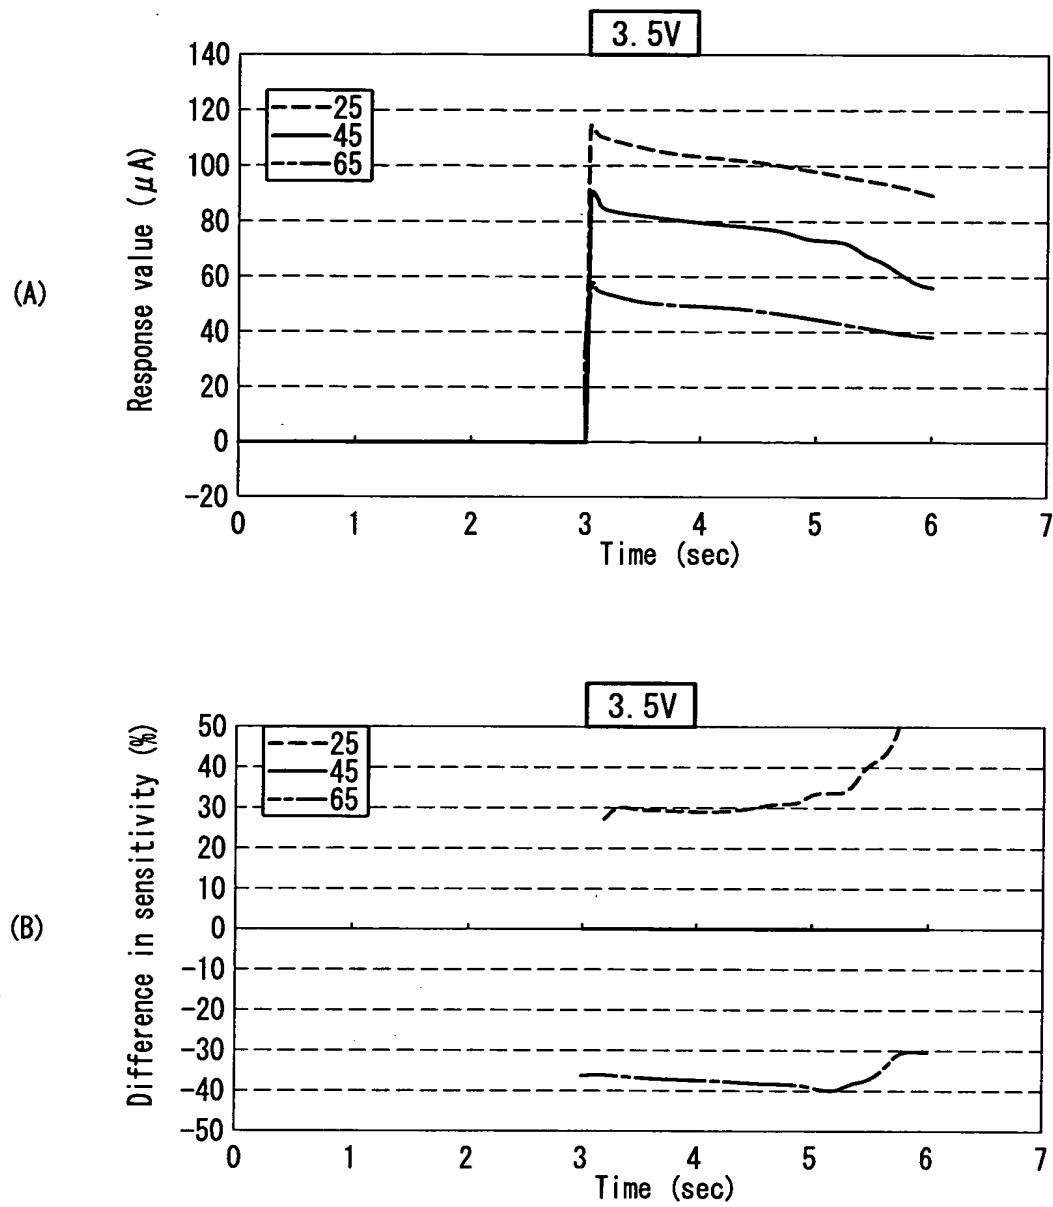 3.5V
140
120
100
80
60
40
20
0
-20
25
45
65
Response value (μA)
(A)
0 1 2 3 4 5 6 7
Time (sec)
3.5V
50
40
30
20
10
0
-10
-20
-30
-40
-50
25
45
65
Difference in sensitivity (%)
(B)
0 1 2 3 4 5 6 7
Time (sec)